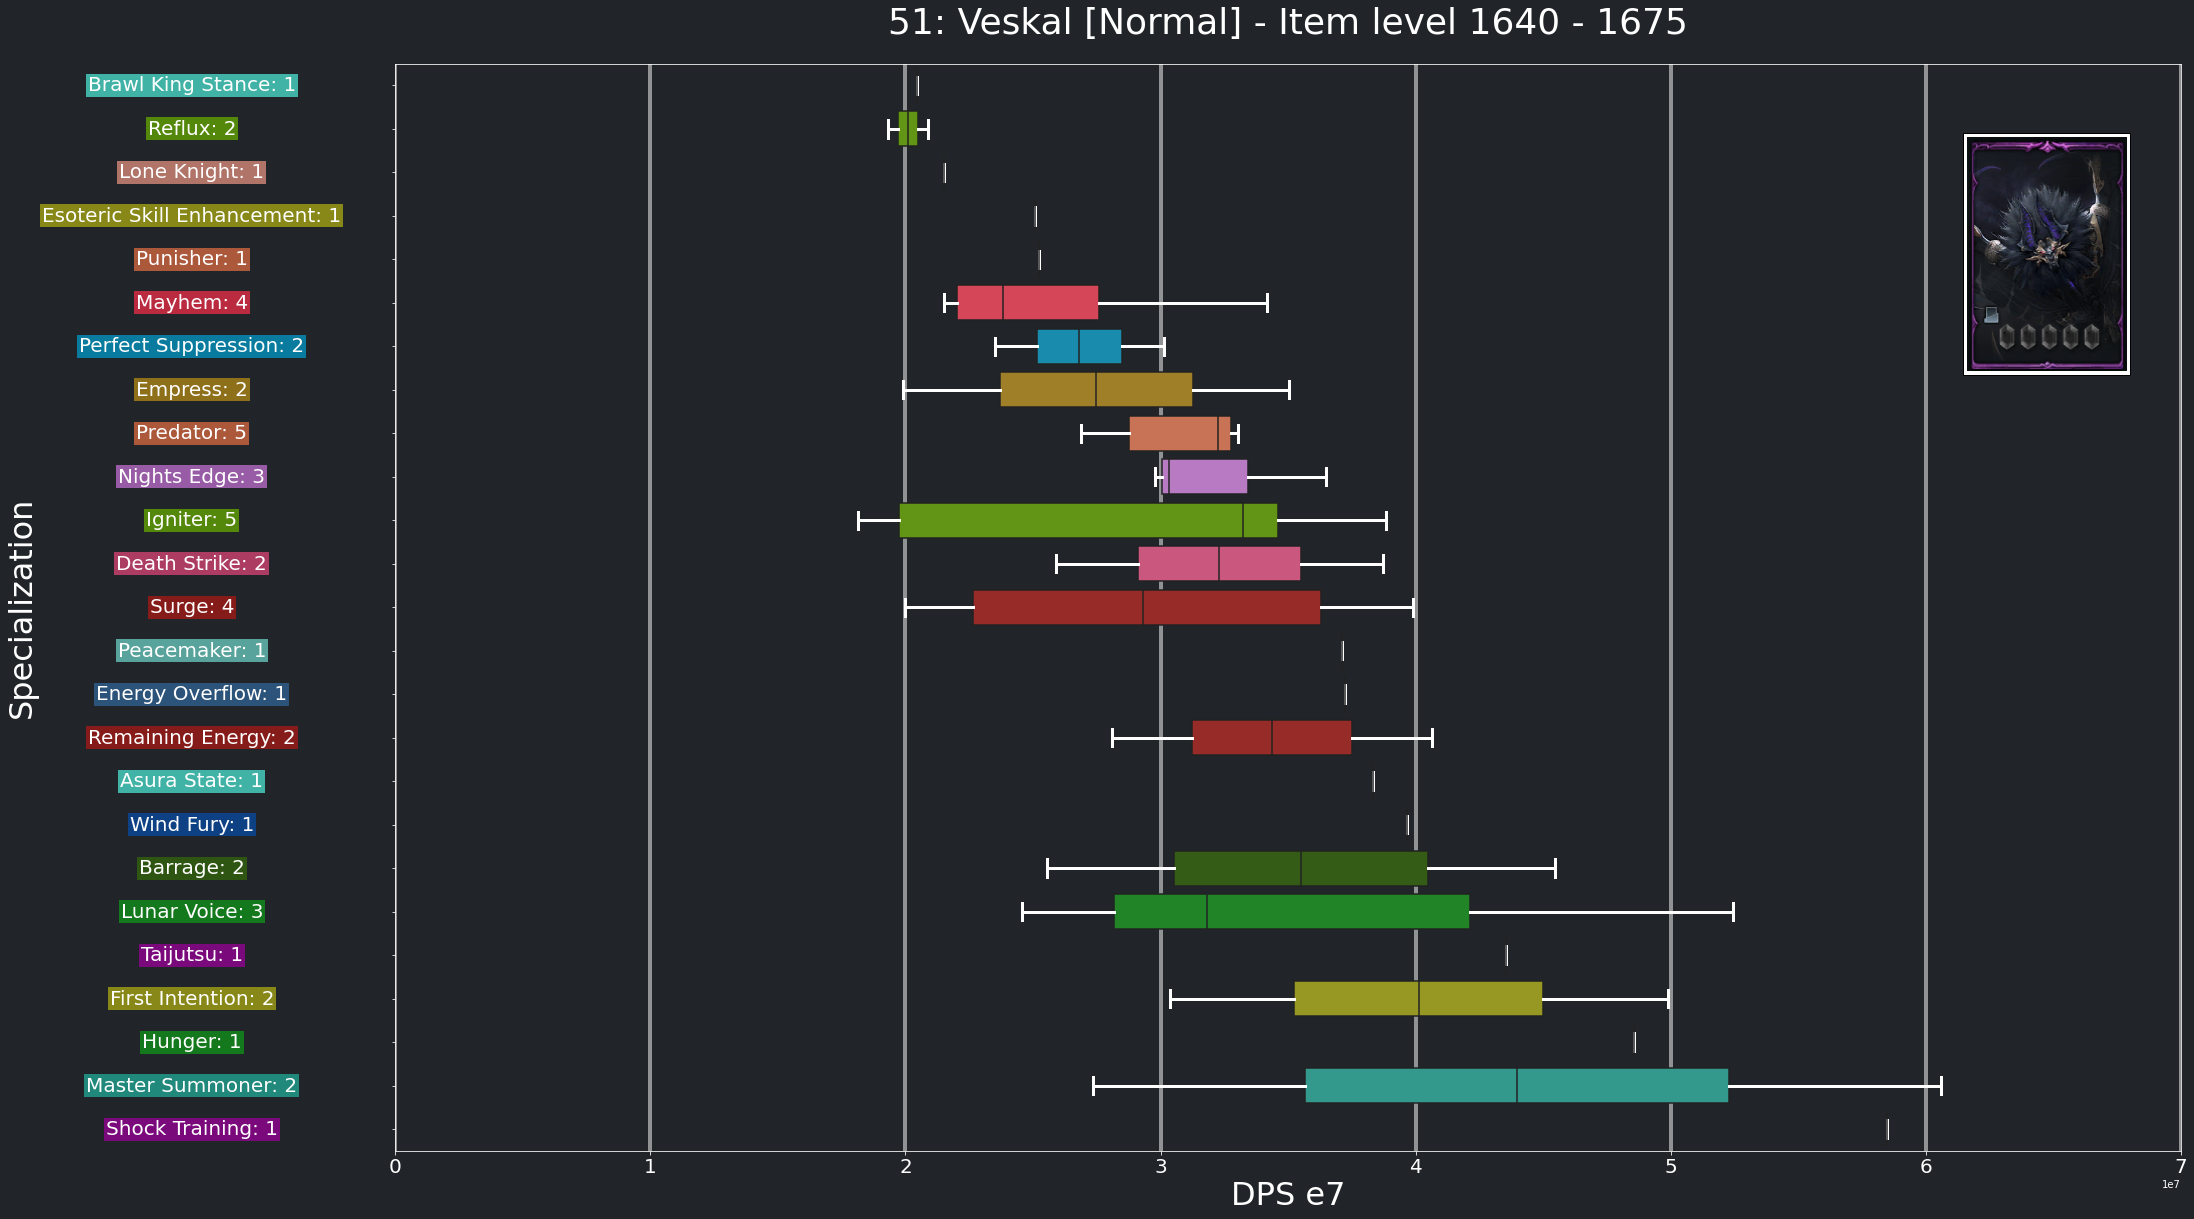 51: Veskal [Normal] - Item level 1640 - 1675
Brawl King Stance: 1
Reflux: 2
Lone Knight: 1
Esoteric Skill Enhancement: 1
Punisher: 1
Mayhem: 4
Perfect Suppression: 2
Empress: 2
Predator: 5
Nights Edge: 3
Igniter: 5
Death Strike: 2
Surge: 4
Peacemaker: 1
Energy Overflow: 1
Remaining Energy: 2
Asura State: 1
Wind Fury: 1
Barrage: 2
Lunar Voice: 3
Taijutsu: 1
First Intention: 2
Hunger: 1
Master Summoner: 2
Shock Training: 1
Specialization
0 1 2 3 4 5 6 7
1e7
DPS e7